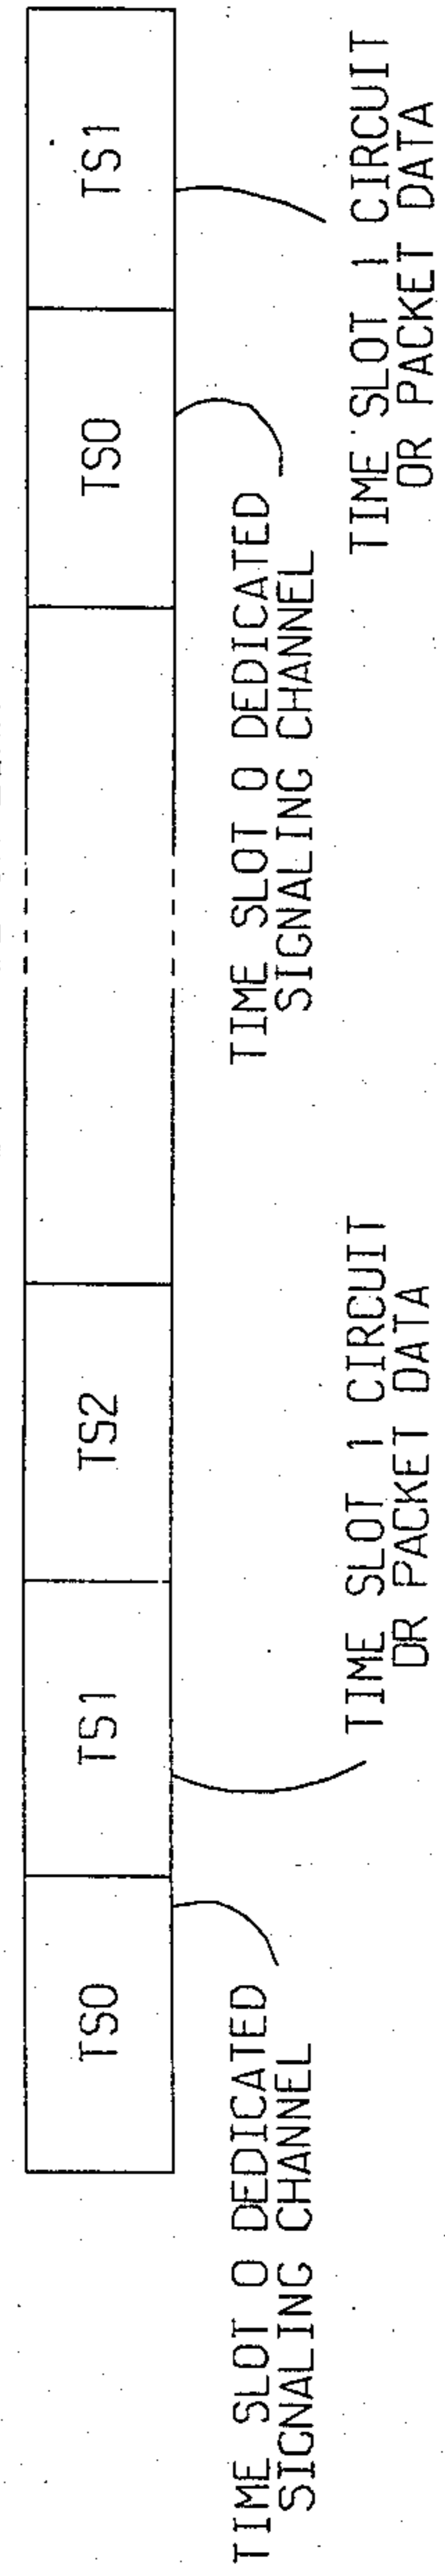 TS0
TS1
TS2
TS0
TS1
TIME SLOT 0 DEDICATED
SIGNALING CHANNEL
TIME SLOT 1 CIRCUIT
OR PACKET DATA
TIME SLOT 0 DEDICATED
SIGNALING CHANNEL
TIME SLOT 1 CIRCUIT
OR PACKET DATA